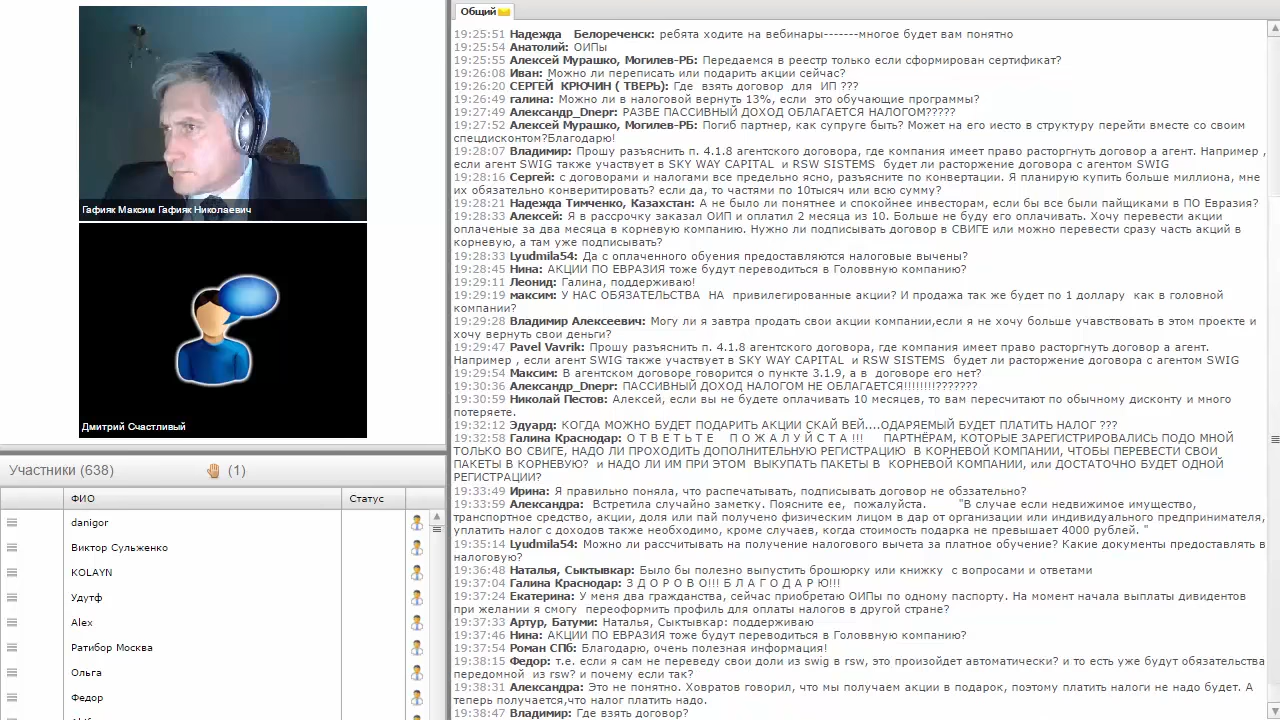 Гафияк Максим Гафияк Николаевич
Дмитрий Счастливый
Участники (638)
(1)
ФИО
Статус
danigor
Виктор Сульженко
KOLAYN
Удутф
Alex
Ратибор Москва
Ольга
Федор
Общий
19:25:51 Надежда Белореченск: ребята ходите на вебинары-------многое будет вам понятно
19:25:54 Анатолий: ОИПы
19:25:55 Алексей Мурашко, Могилев-РБ: Передаемся в реестр только если сформирован сертификат?
19:26:08 Иван: Можно ли переписать или подарить акции сейчас?
19:26:20 СЕРГЕЙ КРЮЧИН ( ТВЕРЬ): Где взять договор для ИП ???
19:26:49 галина: Можно ли в налоговой вернуть 13%, если это обучающие программы?
19:27:49 Александр_Dнepr: РАЗВЕ ПАССИВНЫЙ ДОХОД ОБЛАГАЕТСЯ НАЛОГОМ?????
19:27:52 Алексей Мурашко, Могилев-РБ: Погиб партнер, как супруге быть? Может на его иесто в структуру перейти вместе со своим
спецдисконтом?Благодарю!
19:28:07 Владимир: Прошу разъяснить п. 4.1.8 агентского договора, где компания имеет право расторгнуть договор а агент. Например ,
если агент SWIG также участвует в SKY WAY CAPITAL и RSW SISTEMS будет ли расторжение договора с агентом SWIG
19:28:16 Сергей: с договорами и налогами все предельно ясно, разъясните по конвертации. Я планирую купить больше миллиона, мне
их обязательно конверитировать? если да, то частями по 10тысяч или всю сумму?
19:28:21 Надежда Тимченко, Казахстан: А не было ли понятнее и спокойнее инвесторам, если бы все были пайщиками в ПО Евразия?
19:28:33 Алексей: Я в рассрочку заказал ОИП и оплатил 2 месяца из 10. Больше не буду его оплачивать. Хочу перевести акции
оплаченые за два месяца в корневую компанию. Нужно ли подписывать договор в СВИГЕ или можно перевести сразу часть акций в
корневую, а там уже подписывать?
19:28:33 Lyudmila54: Да с оплаченного обуения предоставляются налоговые вычены?
19:28:45 Нина: АКЦИИ ПО ЕВРАЗИЯ тоже будут переводиться в Головвную компанию?
19:29:11 Леонид: Галина, поддерживаю!
19:29:19 максим: У НАС ОБЯЗАТЕЛЬСТВА НА привилегированные акции? И продажа так же будет по 1 доллару как в головной
компании?
19:29:28 Владимир Алексеевич: Могу ли я завтра продать свои акции компании,если я не хочу больше учавствовать в этом проекте и
хочу вернуть свои деньги?
19:29:47 Pavel Vavrik: Прошу разъяснить п. 4.1.8 агентского договора, где компания имеет право расторгнуть договор а агент.
Например , если агент SWIG также участвует в SKY WAY CAPITAL и RSW SISTEMS будет ли расторжение договора с агентом SWIG
19:29:54 Максим: В агентском договоре говорится о пункте 3.1.9, а в договоре его нет?
19:30:36 Александр_Dнepr: ПАССИВНЫЙ ДОХОД НАЛОГОМ НЕ ОБЛАГАЕТСЯ!!!!!!!!???????
19:30:59 Николай Пестов: Алексей, если вы не будете оплачивать 10 месяцев, то вам пересчитают по обычному дисконту и много
потеряете.
19:32:12 Эдуард: КОГДА МОЖНО БУДЕТ ПОДАРИТЬ АКЦИИ СКАЙ ВЕЙ....ОДАРЯЕМЫЙ БУДЕТ ПЛАТИТЬ НАЛОГ ???
19:32:58 Галина Краснодар: О Т В Е Т Ь Т Е П О Ж А Л У Й С Т А !!! ПАРТНЁРАМ, КОТОРЫЕ ЗАРЕГИСТРИРОВАЛИСЬ ПОДО МНОЙ
ТОЛЬКО ВО СВИГЕ, НАДО ЛИ ПРОХОДИТЬ ДОПОЛНИТЕЛЬНУЮ РЕГИСТРАЦИЮ В КОРНЕВОЙ КОМПАНИИ, ЧТОБЫ ПЕРЕВЕСТИ СВОИ
ПАКЕТЫ В КОРНЕВУЮ? и НАДО ЛИ ИМ ПРИ ЭТОМ ВЫКУПАТЬ ПАКЕТЫ В КОРНЕВОЙ КОМПАНИИ, или ДОСТАТОЧНО БУДЕТ ОДНОЙ
РЕГИСТРАЦИИ?
19:33:49 Ирина: Я правильно поняла, что распечатывать, подписывать договор не обззательно?
19:33:59 Александра: Встретила случайно заметку. Поясните ее, пожалуйста. "В случае если недвижимое имущество,
транспортное средство, акции, доля или пай получено физическим лицом в дар от организации или индивидуального предпринимателя,
уплатить налог с доходов также необходимо, кроме случаев, когда стоимость подарка не превышает 4000 рублей."
19:35:14 Lyudmila54: Можно ли рассчитывать на получение налогового вычета за платное обучение? Какие документы предоставлять в
налоговую?
19:36:48 Наталья, Сыктывкар: Было бы полезно выпустить брошюрку или книжку с вопросами и ответами
19:37:04 Галина Краснодар: З Д О Р О В О!!! Б Л А Г О Д А Р Ю!!!
19:37:24 Екатерина: У меня два гражданства, сейчас приобретаю ОИПы по одному паспорту. На момент начала выплаты дивидентов
при желании я смогу переоформить профиль для оплаты налогов в другой стране?
19:37:33 Артур, Батуми: Наталья, Сыктывкар: поддерживаю
19:37:46 Нина: АКЦИИ ПО ЕВРАЗИЯ тоже будут переводиться в Головвную компанию?
19:37:54 Роман СПб: Благодарю, очень полезная информация!
19:38:15 Федор: т.е. если я сам не переведу свои доли из swig в rsw, это произойдет автоматически? и то есть уже будут обязательства
передомной из rsw? и почему если так?
19:38:31 Александра: Это не понятно. Ховратов говорил, что мы получаем акции в подарок, поэтому платить налоги не надо будет. А
теперь получается,что налог платить надо.
19:38:47 Владимир: Где взять договор?